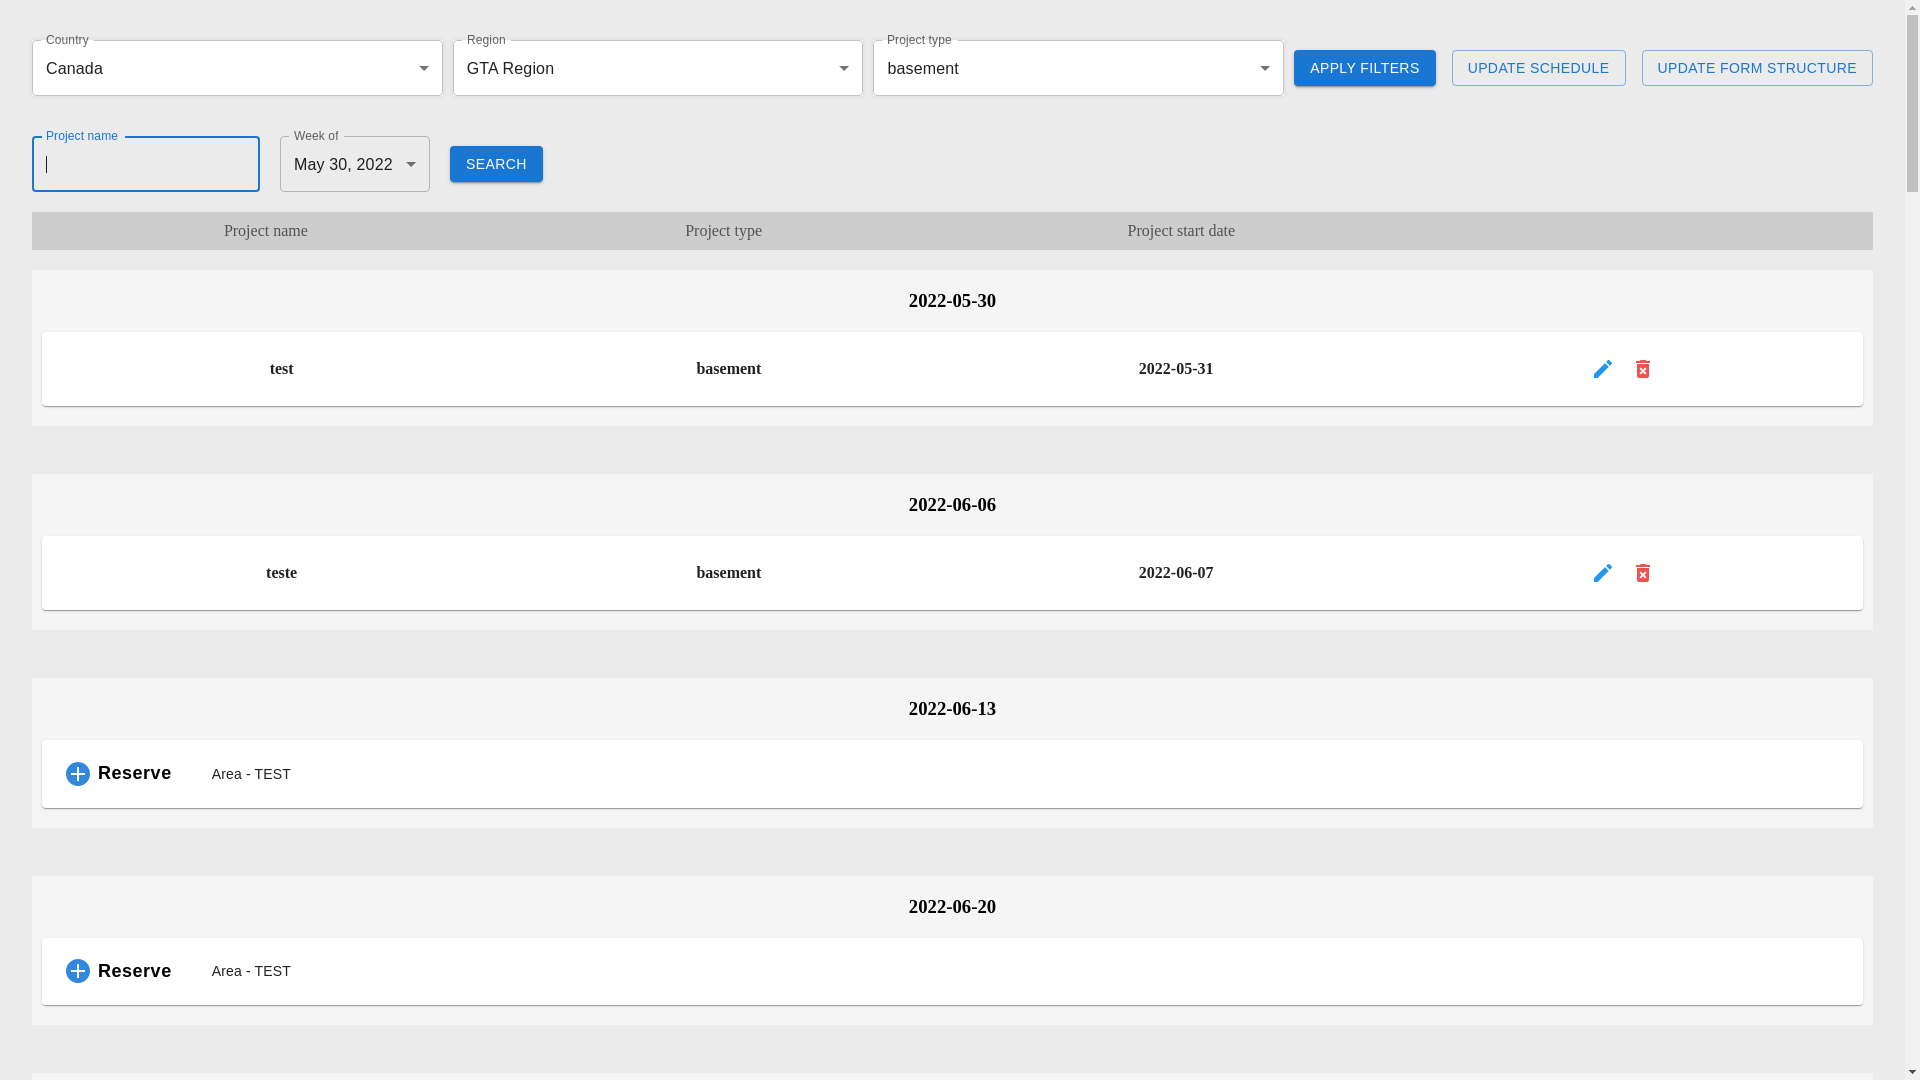 Country
Canada
Region
GTA Region
Project type
basement
APPLY FILTERS
UPDATE SCHEDULE
UPDATE FORM STRUCTURE
Project name
Week of
May 30, 2022
SEARCH
Project name Project type Project start date
2022-05-30
test basement 2022-05-31
2022-06-06
teste basement 2022-06-07
2022-06-13
Reserve Area - TEST
2022-06-20
Reserve Area - TEST